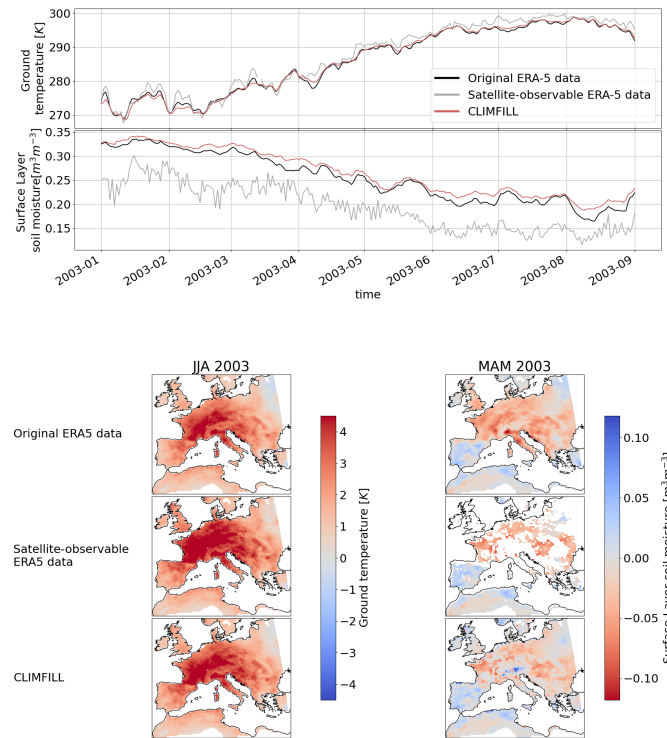 300
290
280
270
Ground
temperature [K]
Original ERA-5 data
Satellite-observable ERA-5 data
CLIMFILL
0.35
0.30
0.25
0.20
0.15
Surface Layer
soil moisture[m³m⁻³]
2003-01
2003-02
2003-03
2003-04
2003-05
2003-06
2003-07
2003-08
2003-09
time
JJA 2003
MAM 2003
Original ERA5 data
Satellite-observable
ERA5 data
CLIMFILL
4
3
2
1
0
−1
−2
−3
−4
Ground temperature [K]
0.10
0.05
0.00
−0.05
−0.10
Surface Layer soil moisture [m³m⁻³]